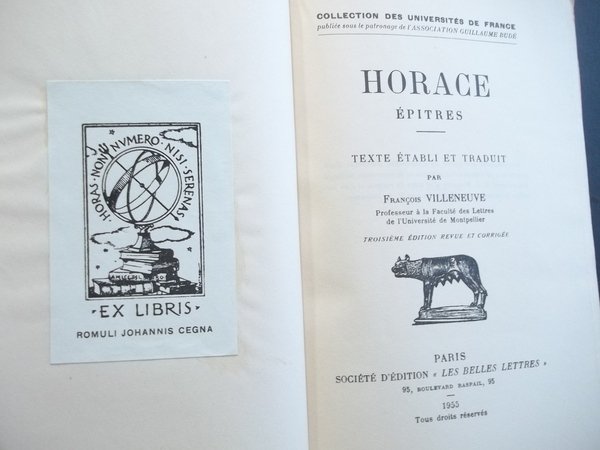 HORAS · NON · NVMERO · NISI · SERENAS
· EX LIBRIS ·
ROMULI JOHANNIS CEGNA
COLLECTION DES UNIVERSITÉS DE FRANCE
publiée sous le patronage de l'ASSOCIATION GUILLAUME BUDÉ
HORACE
ÉPITRES
TEXTE ÉTABLI ET TRADUIT
PAR
FRANÇOIS VILLENEUVE
Professeur à la Faculté des Lettres
de l'Université de Montpellier
TROISIÈME ÉDITION REVUE ET CORRIGÉE
PARIS
SOCIÉTÉ D'ÉDITION « LES BELLES LETTRES »
95, BOULEVARD RASPAIL, 95
1955
Tous droits réservés